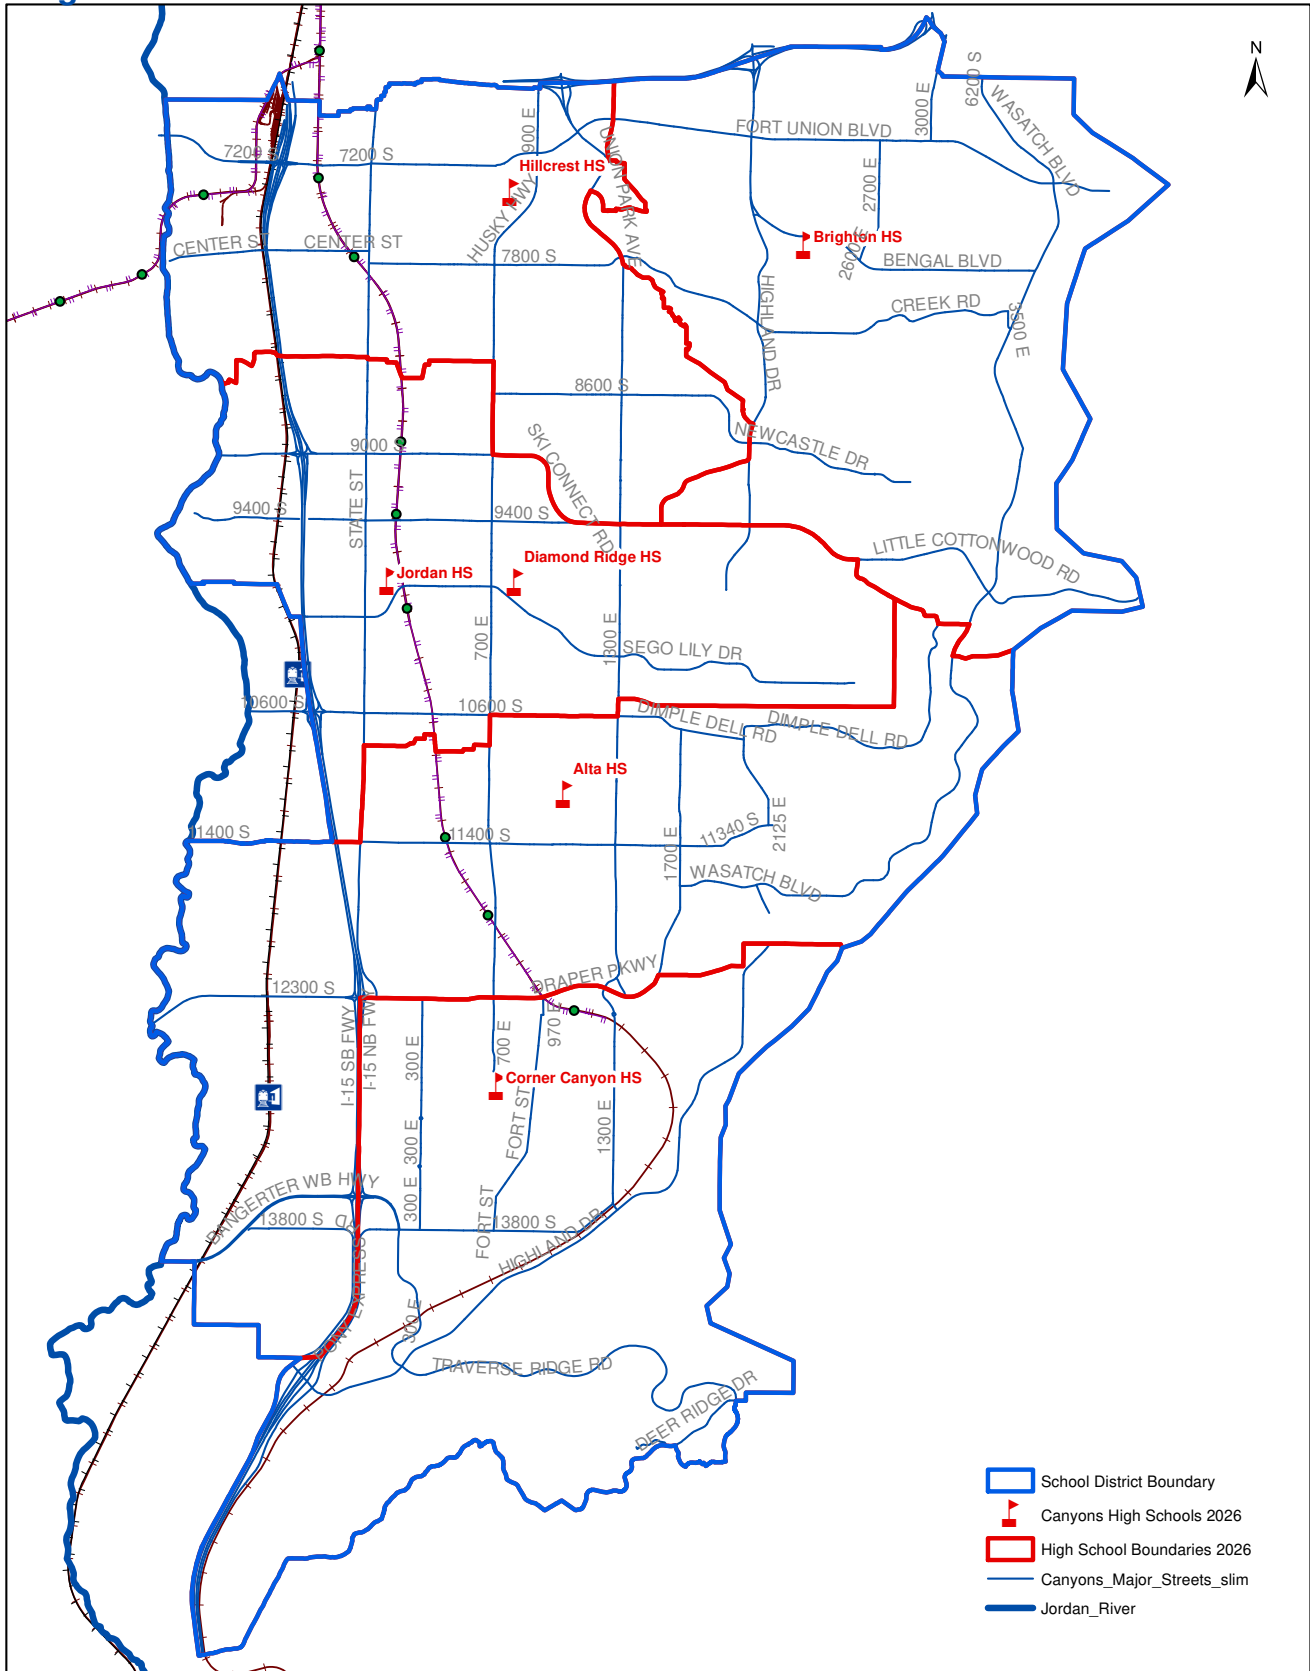 N
6200 S
WASATCH BLVD
3000 E
FORT UNION BLVD
900 E
UNION PARK AVE
7200 S
7200 S
Hillcrest HS
2700 E
HUSKY HWY
Brighton HS
2600 E
CENTER ST
CENTER ST
7800 S
BENGAL BLVD
HIGHLAND DR
CREEK RD
3500 E
8600 S
NEWCASTLE DR
9000 S
SKI CONNECT RD
STATE ST
9400 S
9400 S
LITTLE COTTONWOOD RD
Jordan HS
Diamond Ridge HS
700 E
1300 E
SEGO LILY DR
10600 S
10600 S
DIMPLE DELL RD
DIMPLE DELL RD
Alta HS
11400 S
11400 S
11340 S
2125 E
1700 E
WASATCH BLVD
DRAPER PKWY
12300 S
I-15 SB FWY
I-15 NB FWY
970 E
700 E
300 E
Corner Canyon HS
FORT ST
1300 E
300 E
300 E
BANGERTER WB HWY
13800 S
13800 S
FORT ST
HIGHLAND DR
PONY EXPRESS RD
300 E
TRAVERSE RIDGE RD
DEER RIDGE DR
School District Boundary
Canyons High Schools 2026
High School Boundaries 2026
Canyons_Major_Streets_slim
Jordan_River